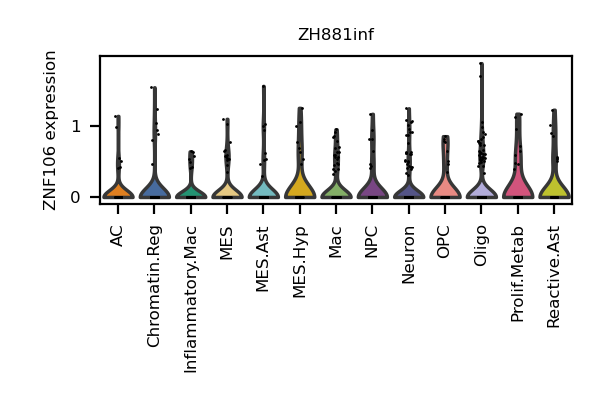 ZH881inf
ZNF106 expression
1
0
AC
Chromatin.Reg
Inflammatory.Mac
MES
MES.Ast
MES.Hyp
Mac
NPC
Neuron
OPC
Oligo
Prolif.Metab
Reactive.Ast